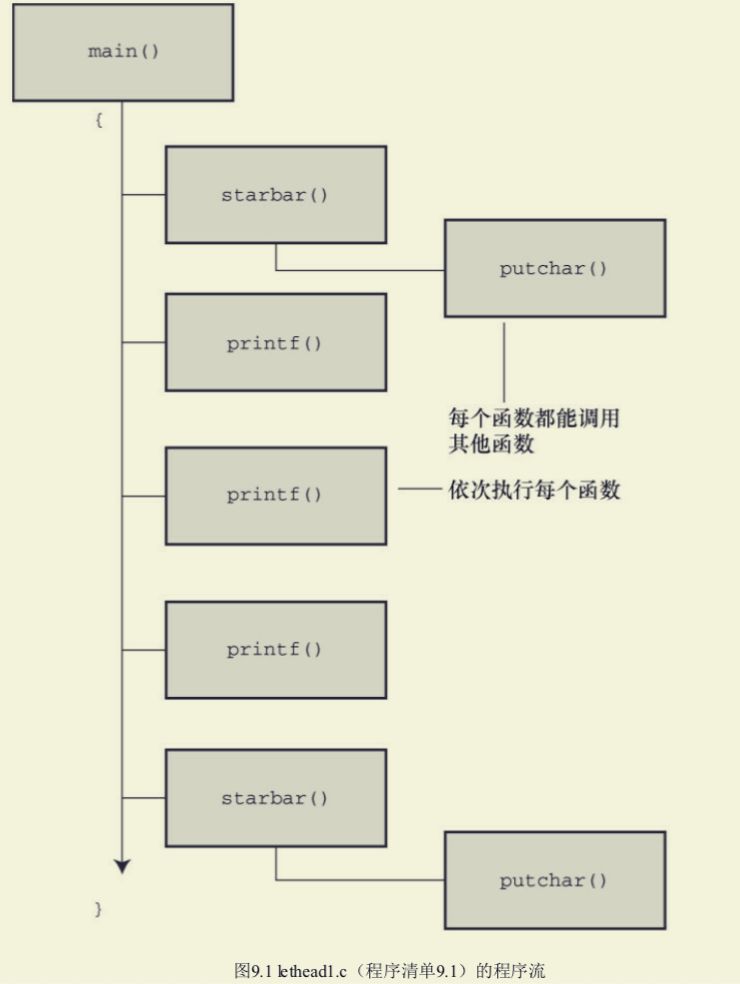 main()
{
starbar()
putchar()
printf()
每个函数都能调用
其他函数
printf()
依次执行每个函数
printf()
starbar()
putchar()
}
图9.1 lethead1.c（程序清单9.1）的程序流